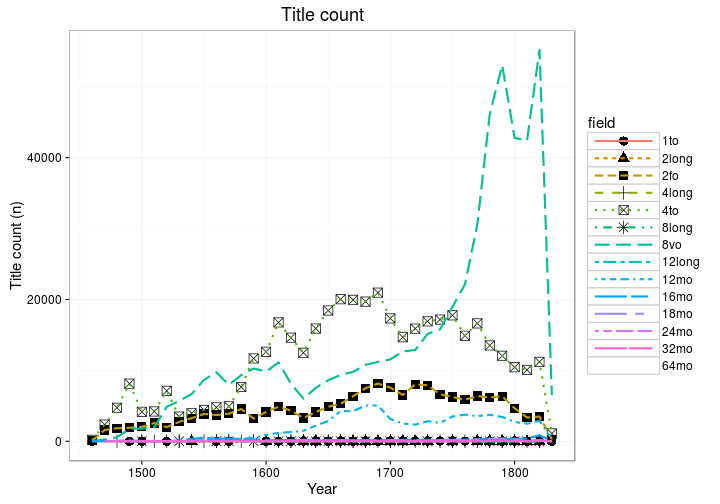 Title count
40000
20000
0
Title count (n)
1500 1600 1700 1800
Year
field
1to
2long
2fo
4long
4to
8long
8vo
12long
12mo
16mo
18mo
24mo
32mo
64mo